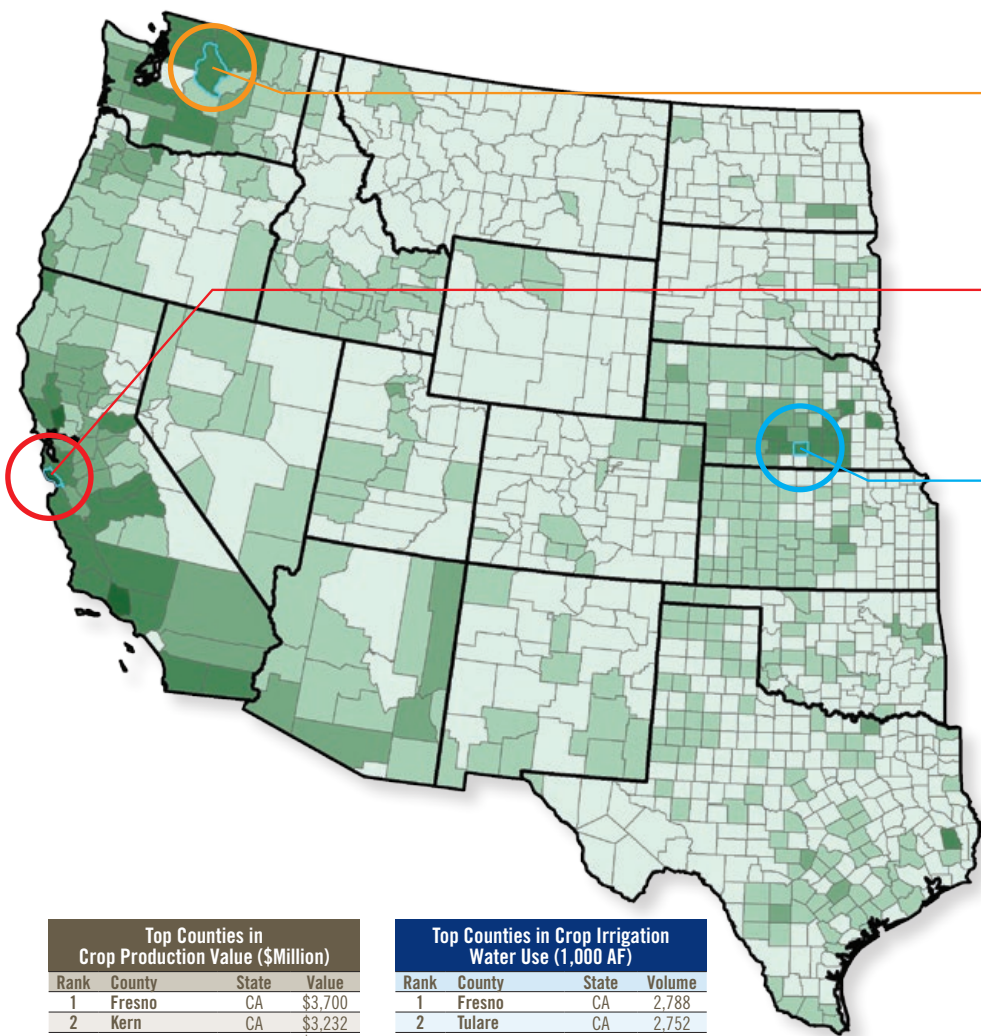 Top Counties in
Crop Production Value ($Million)
Rank County State Value
1 Fresno CA $3,700
2 Kern CA $3,232
Top Counties in Crop Irrigation
Water Use (1,000 AF)
Rank County State Volume
1 Fresno CA 2,788
2 Tulare CA 2,752